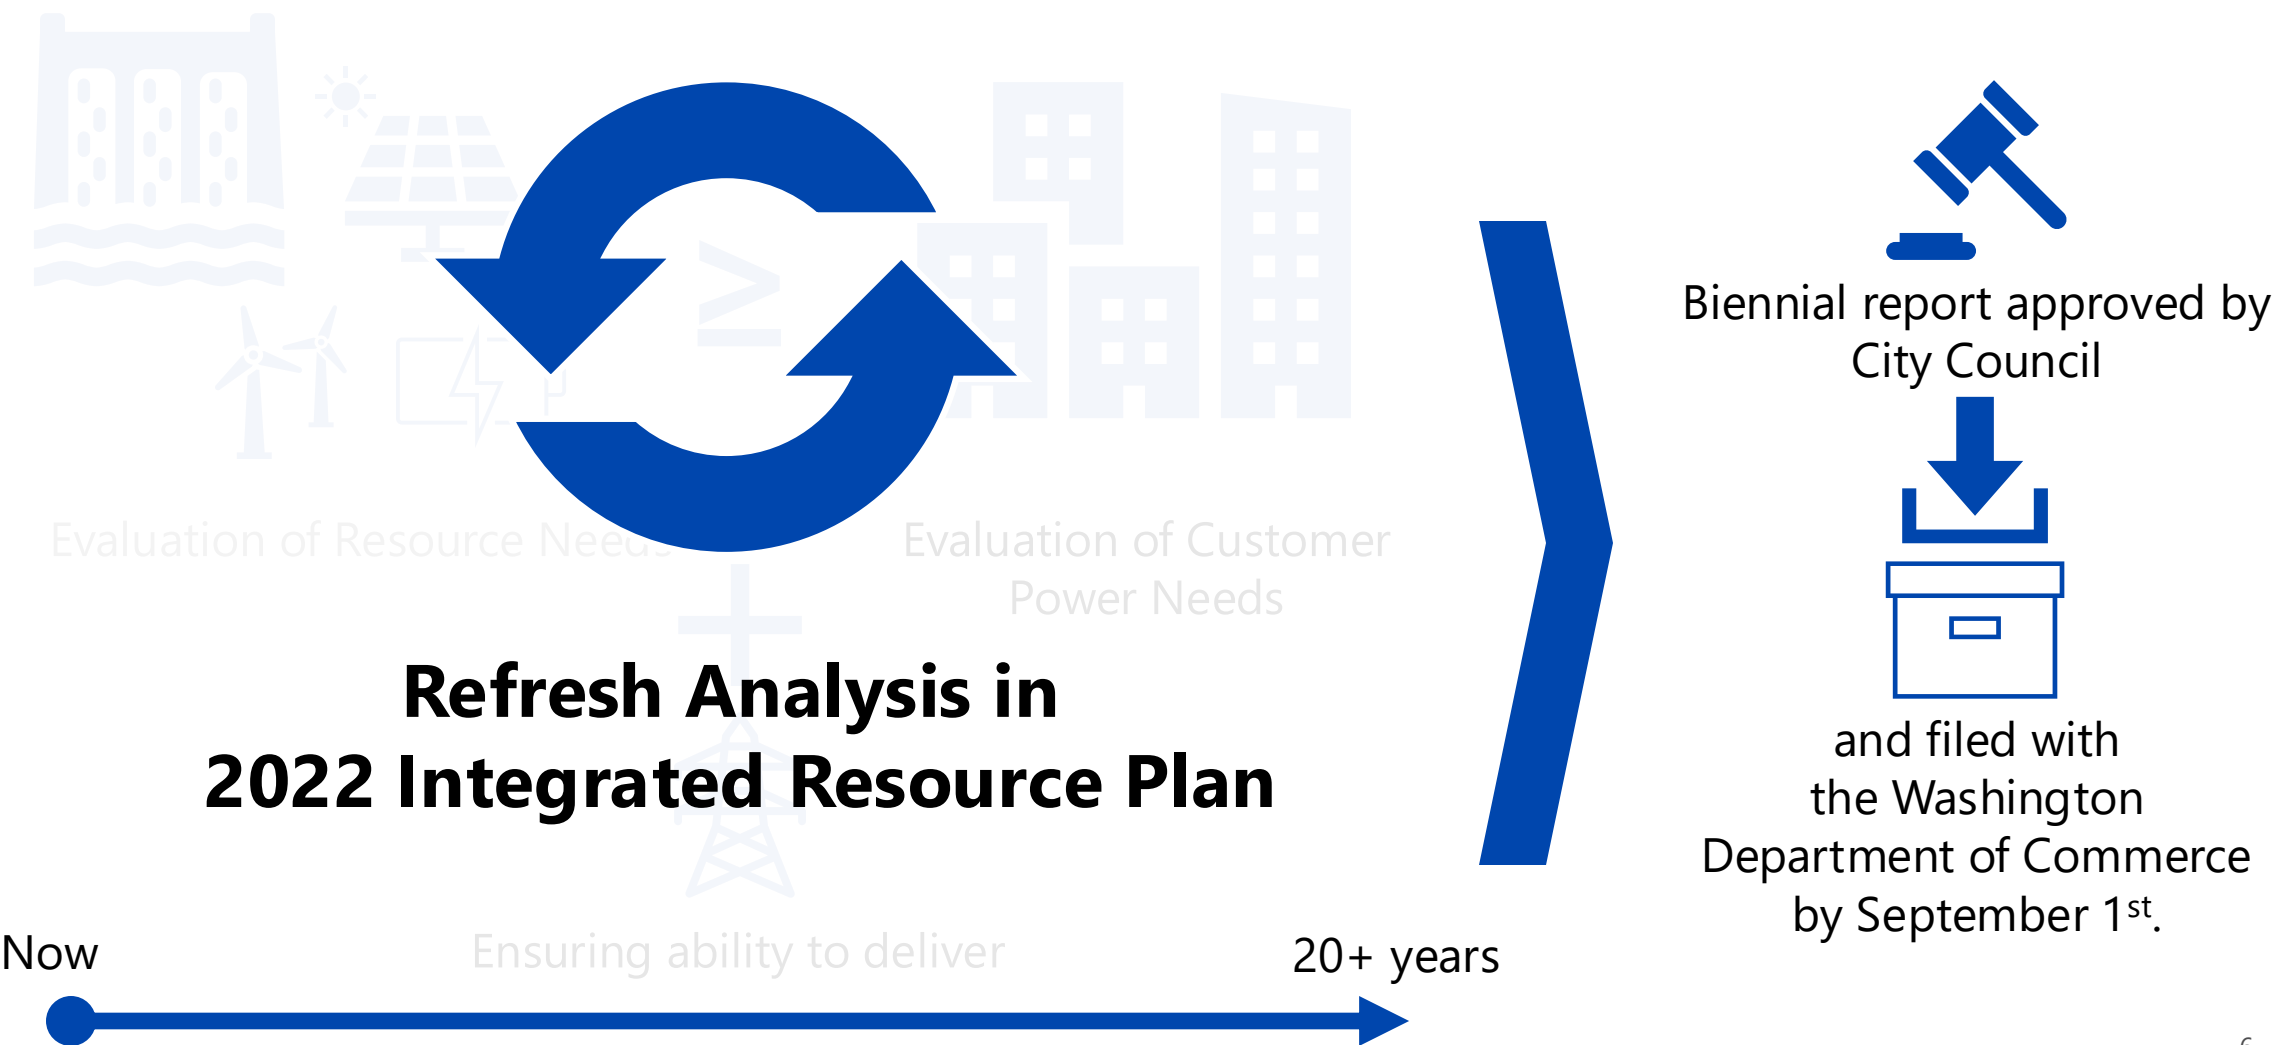 Evaluation of Resource Needs
Evaluation of Customer
Power Needs
≥
+
Refresh Analysis in
2022 Integrated Resource Plan
Ensuring ability to deliver
Now
20+ years
Biennial report approved by
City Council
and filed with
the Washington
Department of Commerce
by September 1st.
6